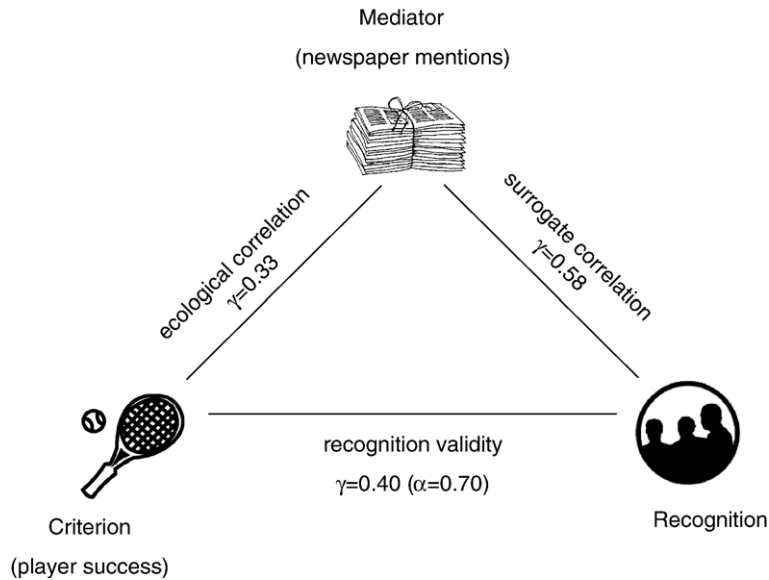 Mediator
(newspaper mentions)
ecological correlation
γ=0.33
surrogate correlation
γ=0.58
recognition validity
γ=0.40 (α=0.70)
Criterion
(player success)
Recognition